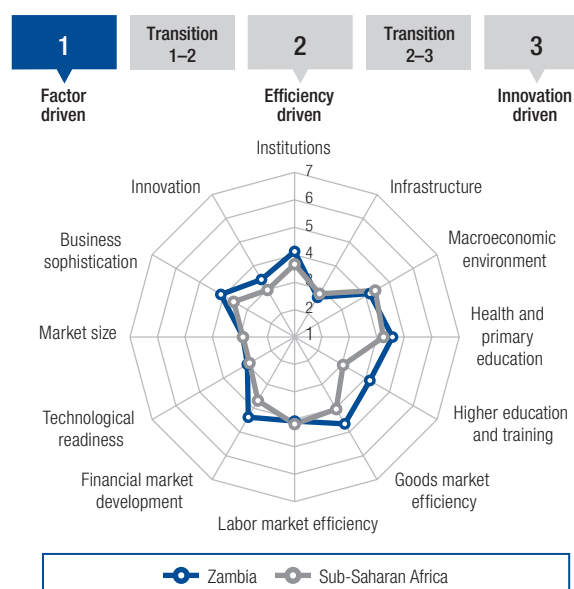 1
Transition
1–2
2
Transition
2–3
3
Factor
driven
Efficiency
driven
Innovation
driven
Institutions
Infrastructure
Macroeconomic
environment
Health and
primary
education
Higher education
and training
Goods market
efficiency
Labor market efficiency
Financial market
development
Technological
readiness
Market size
Business
sophistication
Innovation
7
6
5
4
3
2
1
Zambia Sub-Saharan Africa